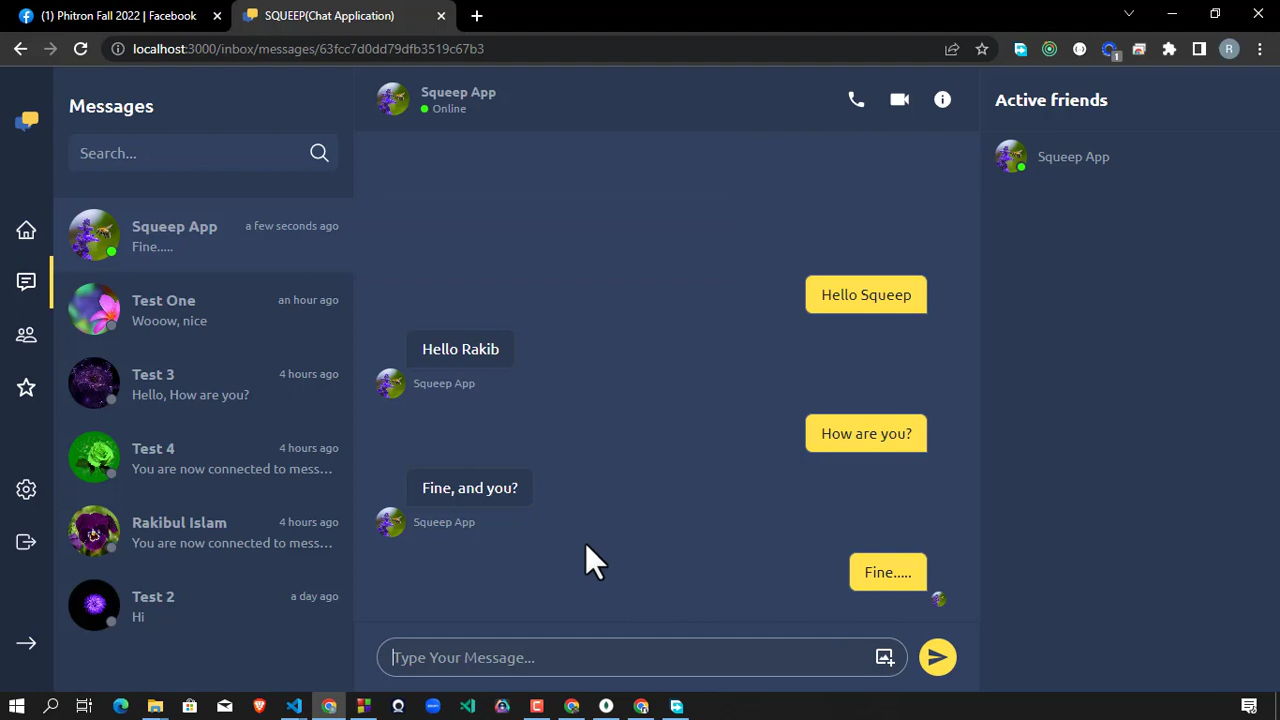 (1) Phitron Fall 2022 | Facebook
SQUEEP(Chat Application)
localhost:3000/inbox/messages/63fcc7d0dd79dfb3519c67b3
1
R
Messages
Search...
Squeep App
a few seconds ago
Fine.....
Test One
an hour ago
Wooow, nice
Test 3
4 hours ago
Hello, How are you?
Test 4
4 hours ago
You are now connected to mess...
Rakibul Islam
4 hours ago
You are now connected to mess...
Test 2
a day ago
Hi
Squeep App
Online
Hello Squeep
Hello Rakib
Squeep App
How are you?
Fine, and you?
Squeep App
Fine.....
Type Your Message...
Active friends
Squeep App